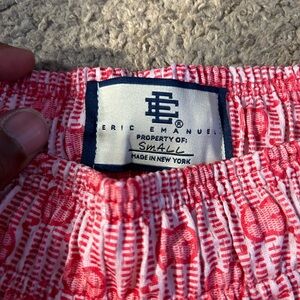 EE®
ERIC EMANUEL
PROPERTY OF:
SMALL
MADE IN NEW YORK